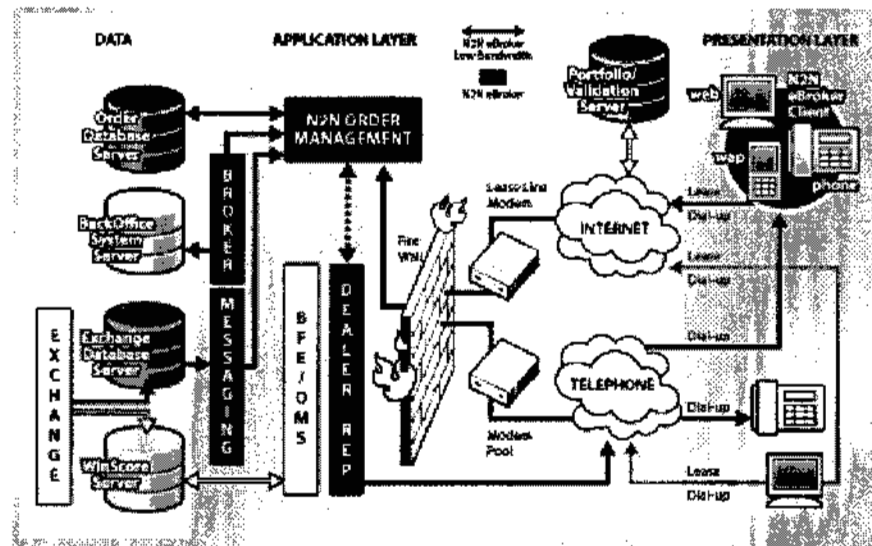 DATA
APPLICATION LAYER
N2N eBroker
Low Bandwidth
N2N eBroker
PRESENTATION LAYER
Portfolio/
Validation
Server
web
N2N
eBroker
Client
wap
phone
Order
Database
Server
N2N ORDER
MANAGEMENT
BROKER
BackOffice
System
Server
Lease Line
Modem
Fire
Wall
INTERNET
Lease
Dial-up
Lease
Dial-up
EXCHANGE
Exchange
Database
Server
MESSAGING
BFE/OMS
DEALER REP
Dial-up
TELEPHONE
Dial-up
Modem
Pool
WinScore
Server
Lease
Dial-up